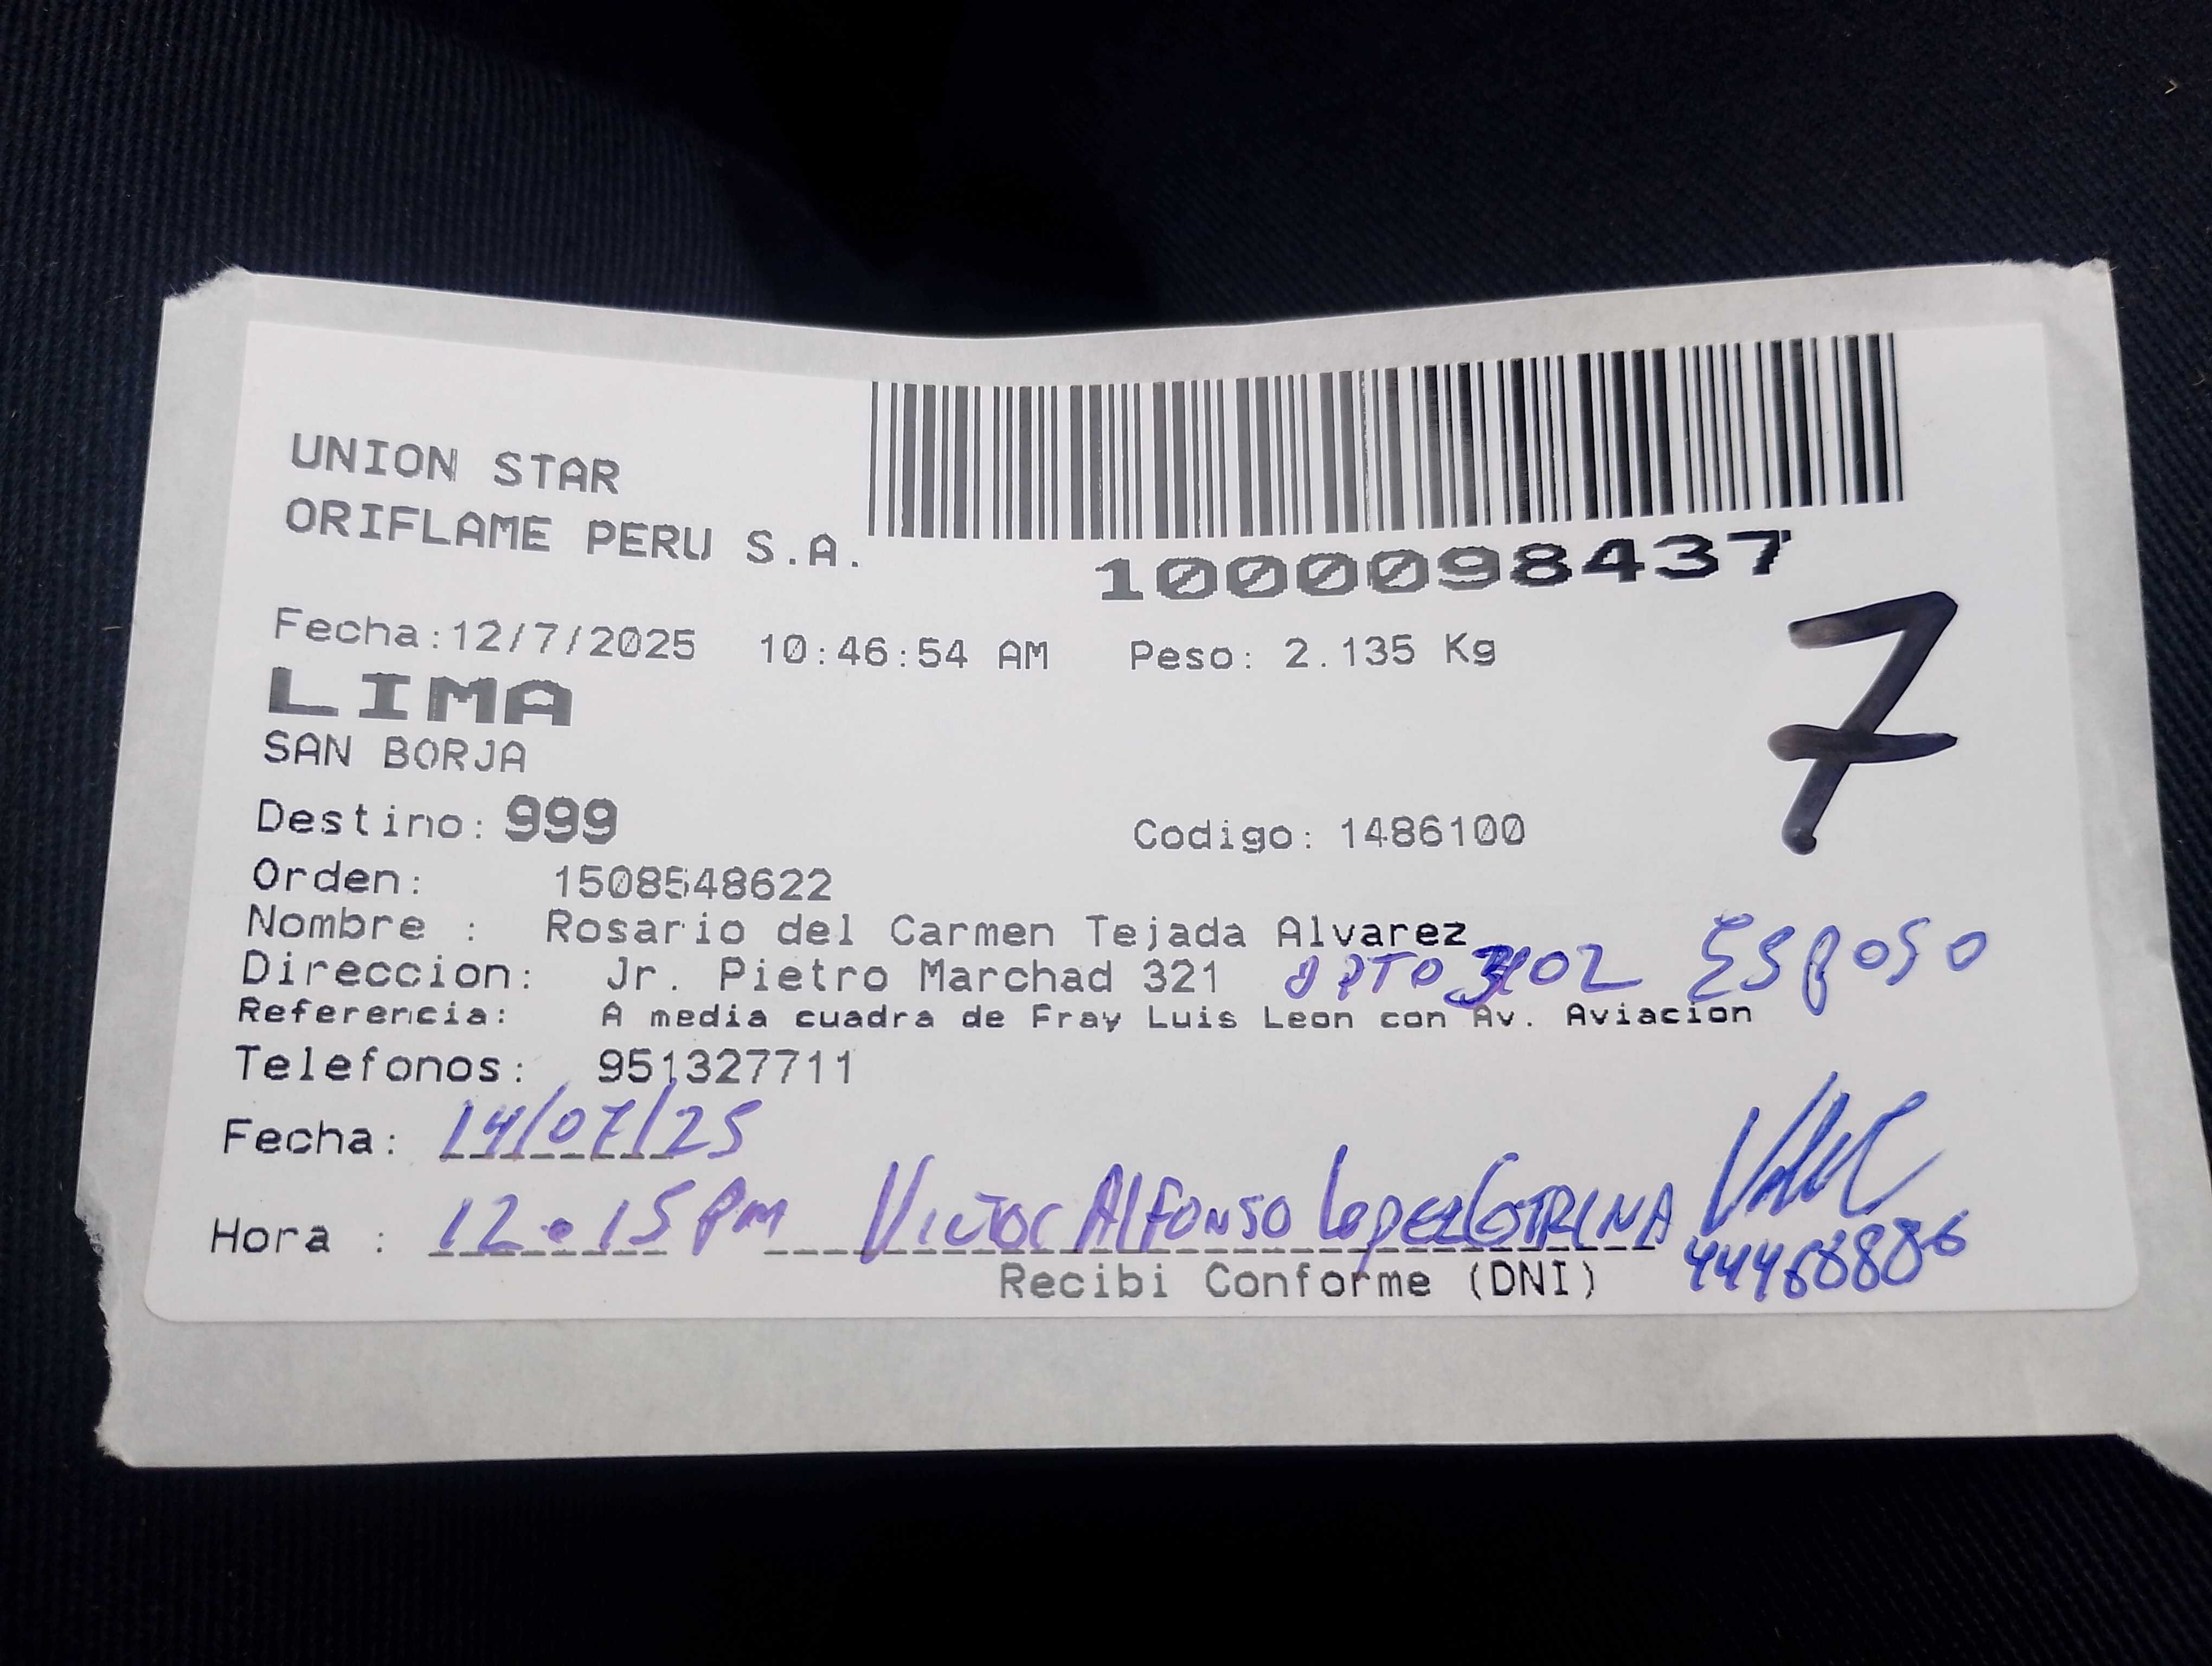 UNION STAR
ORIFLAME PERU S.A.
1000098437
Fecha:12/7/2025 10:46:54 AM Peso: 2.135 Kg
7
LIMA
SAN BORJA
Destino: 999 Codigo: 1486100
Orden: 1508548622
Nombre : Rosario del Carmen Tejada Alvarez
Direccion: Jr. Pietro Marchad 321 DPTO ESPOSO
Referencia: A media cuadra de Fray Luis Leon con Av. Aviacion
Telefonos: 951327711
Fecha: 14/07/25
Hora : 12:15 Pm Victor Alfonso Lopez COTRINA
Recibi Conforme (DNI)